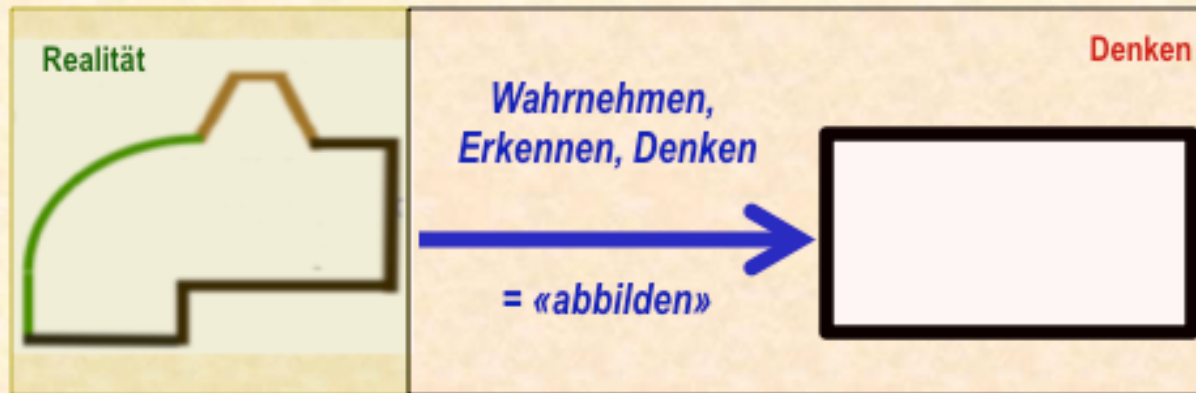 Realität
Denken
Wahrnehmen,
Erkennen, Denken
= «abbilden»